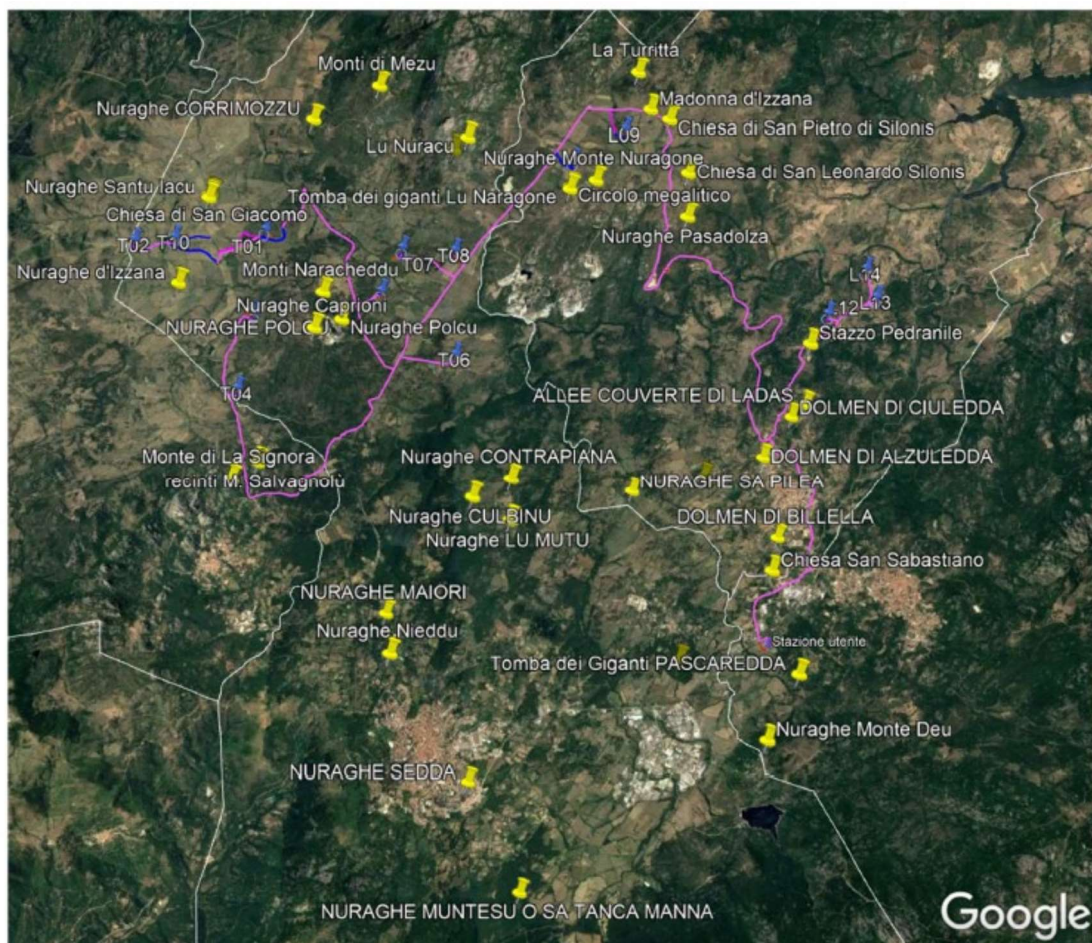 La Turritta
Monti di Mezu
Madonna d'Izzana
Nuraghe CORRIMOZZU
L09
Chiesa di San Pietro di Silonis
Lu Nuracu
Nuraghe Monte Nuragone
Chiesa di San Leonardo Silonis
Nuraghe Santu Iacu
Tomba dei giganti Lu Naragone
Circolo megalitico
Chiesa di San Giacomo
T02
T10
T01
Nuraghe Pasadolza
T08
T07
Nuraghe d'Izzana
Monti Naracheddu
L14
L13
12
Nuraghe Caprioni
NURAGHE POLCU
Nuraghe Polcu
Stazzo Pedranile
T06
T04
ALLEE COUVERTE DI LADAS
DOLMEN DI CIULEDDA
Monte di La Signora
Nuraghe CONTRAPIANA
DOLMEN DI ALZULEDDA
recinti M. Salvagnolu
NURAGHE SA PILEA
Nuraghe CULBINU
DOLMEN DI BILLELLA
Nuraghe LU MUTU
Chiesa San Sabastiano
NURAGHE MAIORI
Nuraghe Nieddu
Stazione utente
Tomba dei Giganti PASCAREDDA
Nuraghe Monte Deu
NURAGHE SEDDA
NURAGHE MUNTESU O SA TANCA MANNA
Google